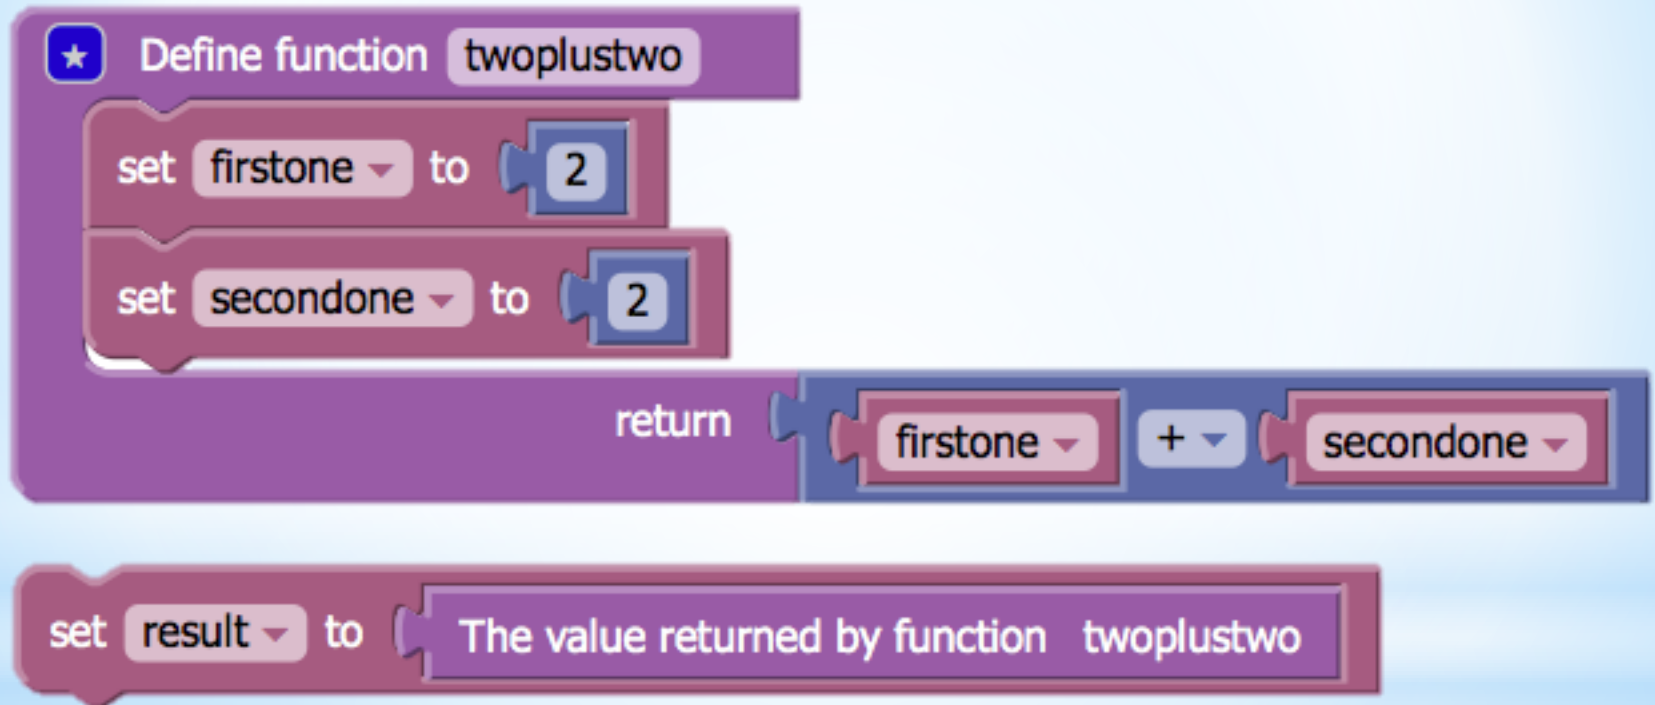 Define function twoplustwo
set firstone to 2
set secondone to 2
return firstone + secondone
set result to The value returned by function twoplustwo